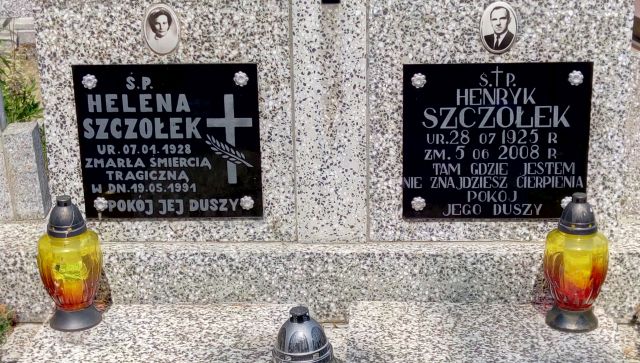 Ś.P.
HELENA
SZCZOŁEK
UR. 07.01.1928
ZMARŁA ŚMIERCIĄ
TRAGICZNĄ
W DN. 19.05.1991
POKÓJ JEJ DUSZY
Ś.P.
HENRYK
SZCZOŁEK
UR. 28 07 1925 R
ZM. 5 06 2008 R
TAM GDZIE JESTEM
NIE ZNAJDZIESZ CIERPIENIA
POKÓJ
JEGO DUSZY